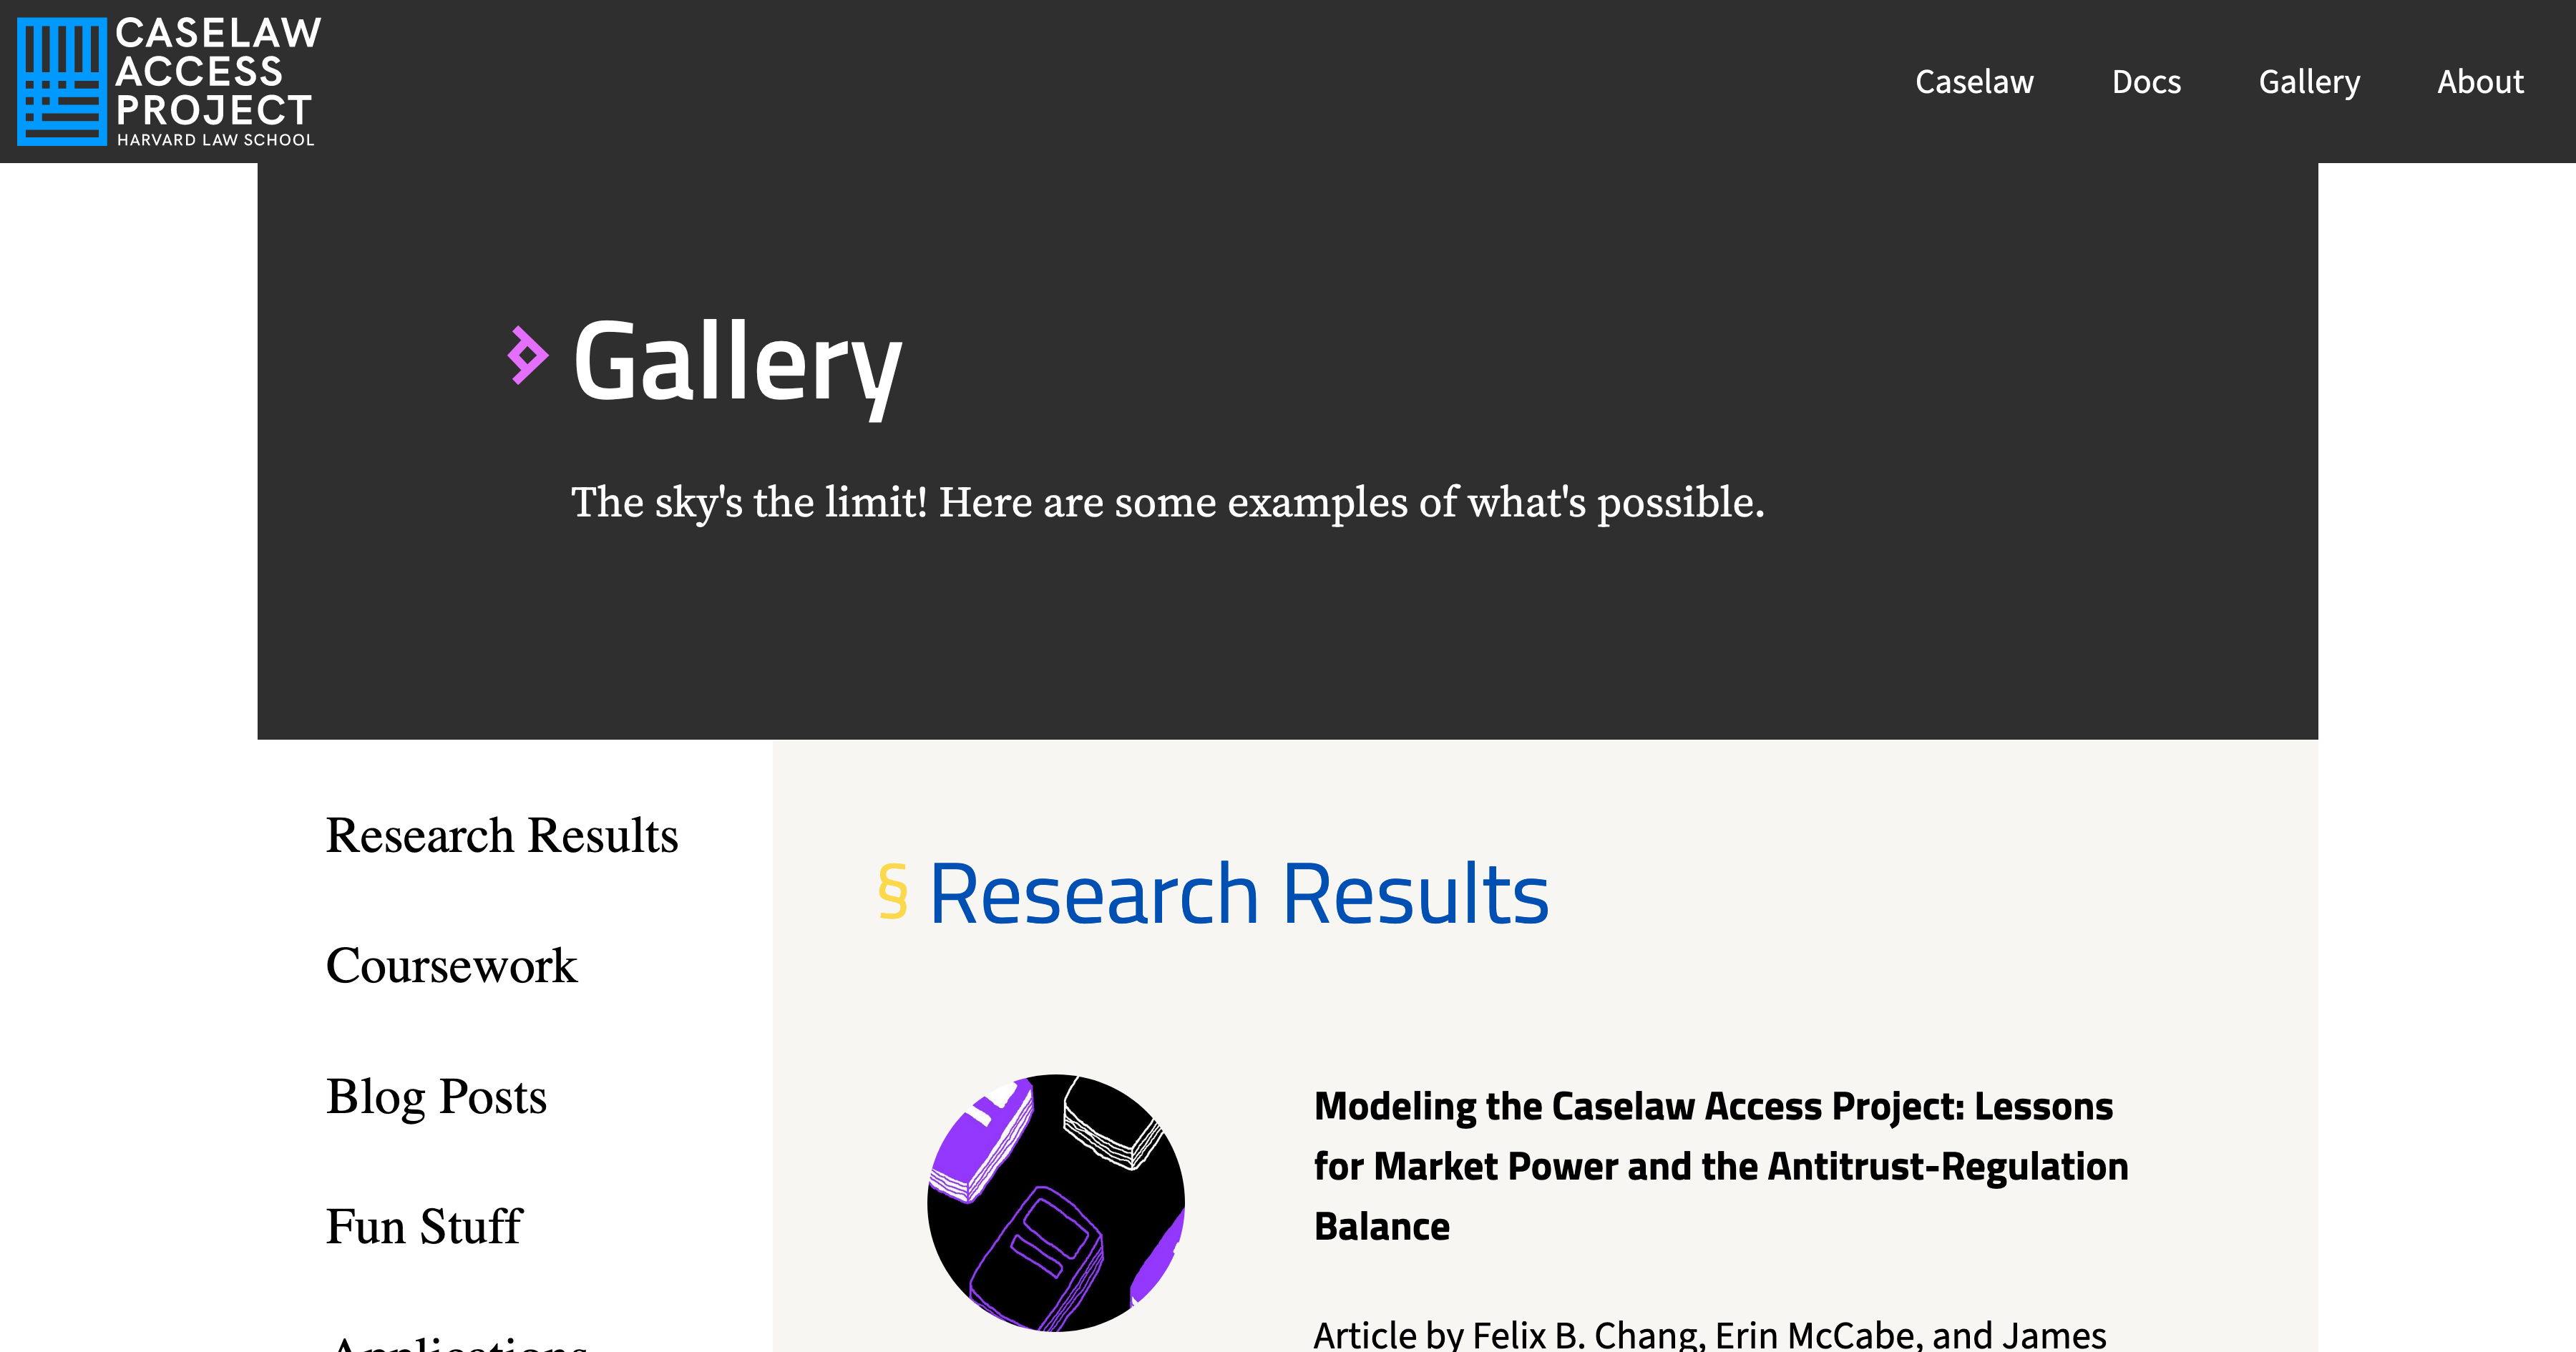 CASELAW
ACCESS
PROJECT
HARVARD LAW SCHOOL
Caselaw
Docs
Gallery
About
Gallery
The sky's the limit! Here are some examples of what's possible.
Research Results
Coursework
Blog Posts
Fun Stuff
Applications
§ Research Results
Modeling the Caselaw Access Project: Lessons
for Market Power and the Antitrust-Regulation
Balance
Article by Felix B. Chang, Erin McCabe, and James